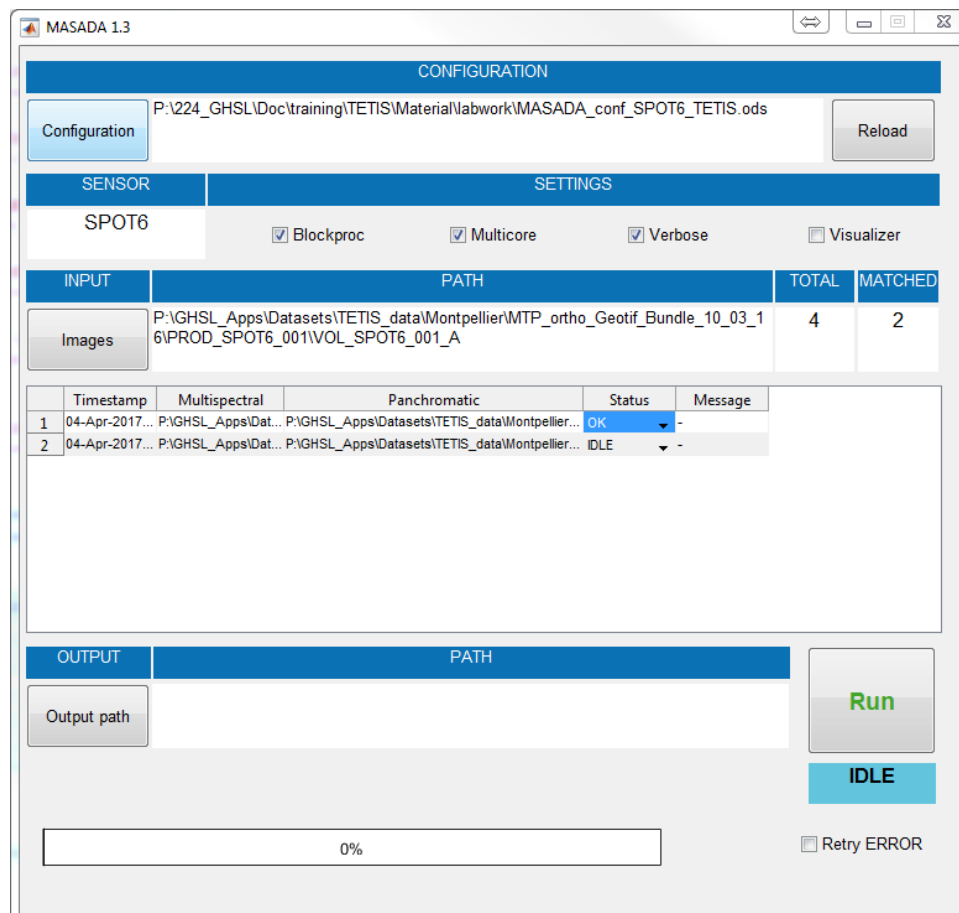 MASADA 1.3
CONFIGURATION
Configuration
P:\224_GHSL\Doc\training\TETIS\Material\labwork\MASADA_conf_SPOT6_TETIS.ods
Reload
SENSOR SETTINGS
SPOT6
Blockproc Multicore Verbose Visualizer
INPUT PATH TOTAL MATCHED
Images
P:\GHSL_Apps\Datasets\TETIS_data\Montpellier\MTP_ortho_Geotif_Bundle_10_03_1
6\PROD_SPOT6_001\VOL_SPOT6_001_A
4 2
Timestamp Multispectral Panchromatic Status Message
1 04-Apr-2017... P:\GHSL_Apps\Dat... P:\GHSL_Apps\Datasets\TETIS_data\Montpellier... OK -
2 04-Apr-2017... P:\GHSL_Apps\Dat... P:\GHSL_Apps\Datasets\TETIS_data\Montpellier... IDLE -
OUTPUT PATH
Output path
Run
IDLE
0%
Retry ERROR